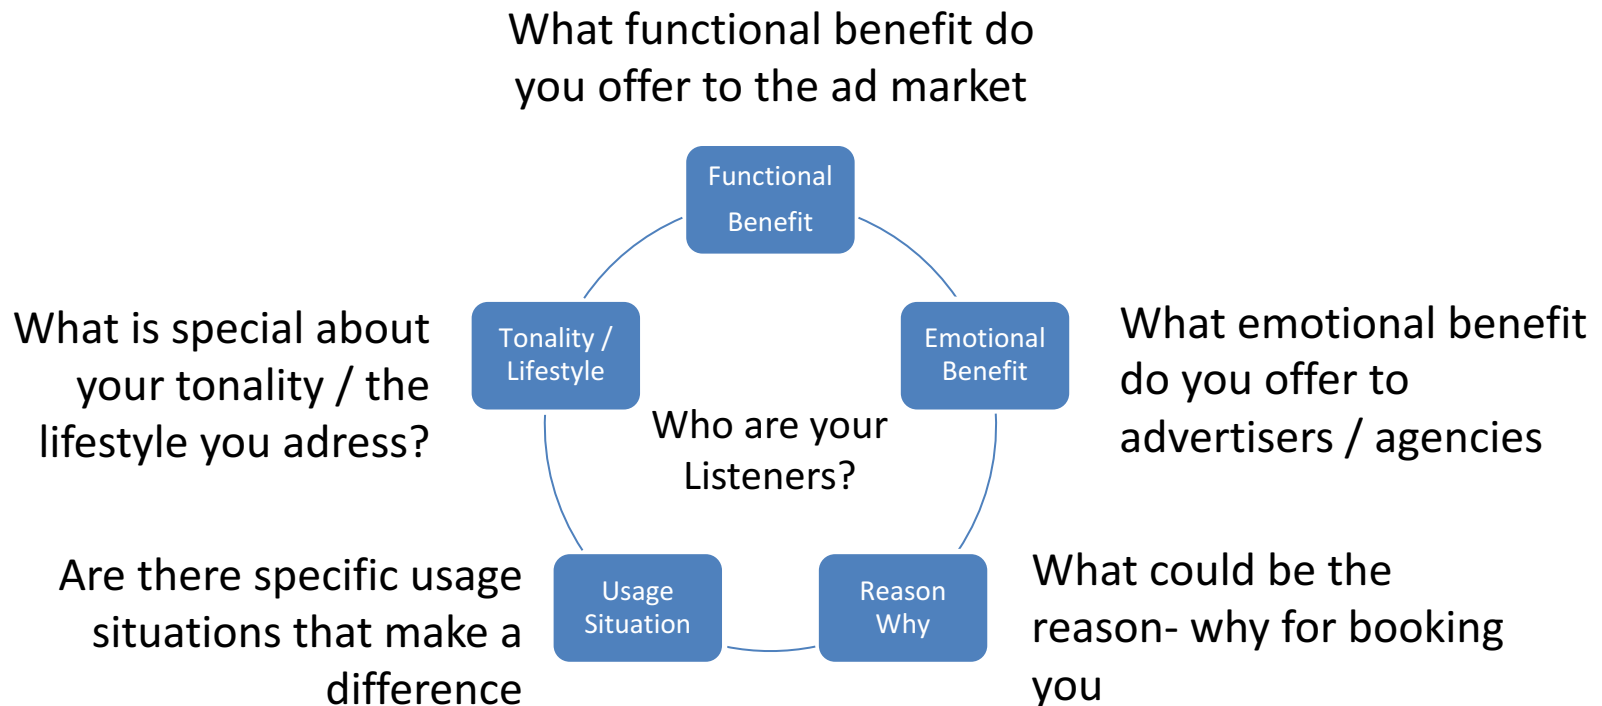 What functional benefit do
you offer to the ad market
Functional
Benefit
What is special about
your tonality / the
lifestyle you adress?
Tonality /
Lifestyle
Emotional
Benefit
What emotional benefit
do you offer to
advertisers / agencies
Who are your
Listeners?
Are there specific usage
situations that make a
difference
Usage
Situation
Reason
Why
What could be the
reason- why for booking
you